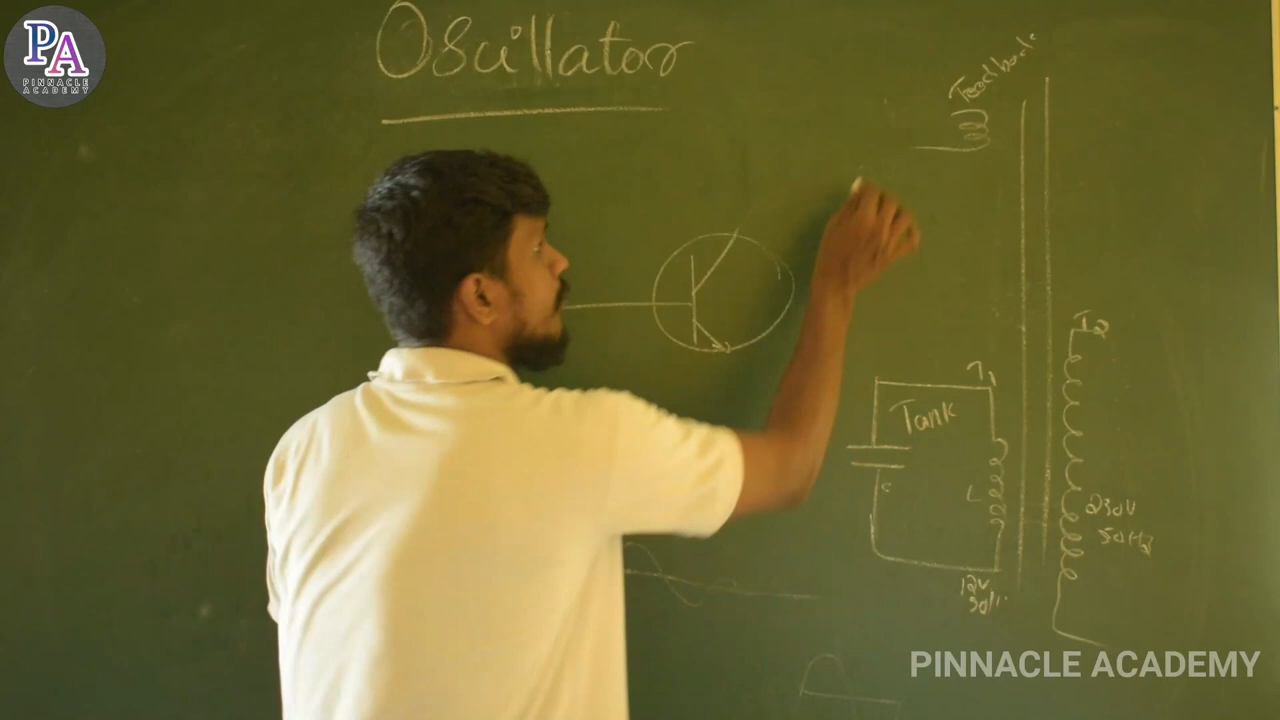 PA
PINNACLE
ACADEMY
Oscillator
Feedback
T2
T1
Tank
C
L
230V
50Hz
12V
PINNACLE ACADEMY